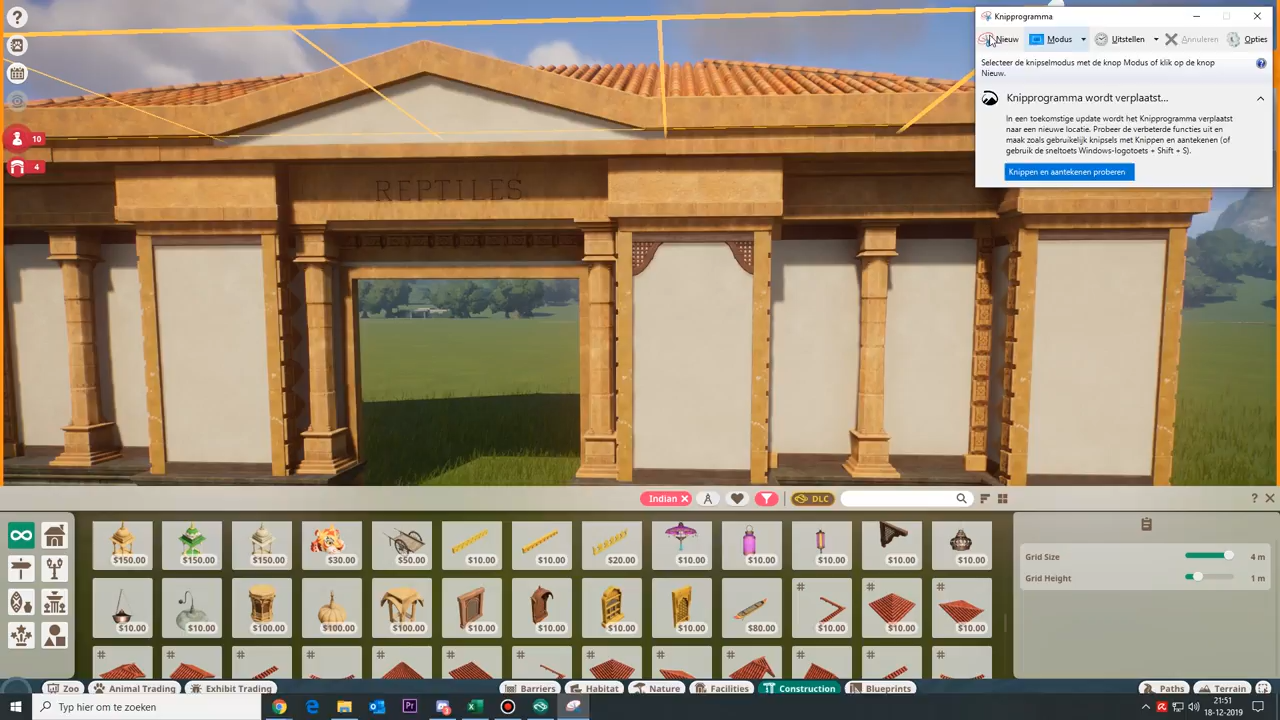 Knipprogramma
Nieuw Modus Uitstellen Annuleren Opties
Selecteer de knipselmodus met de knop Modus of klik op de knop
Nieuw.
Knipprogramma wordt verplaatst...
In een toekomstige update wordt het Knipprogramma verplaatst
naar een nieuwe locatie. Probeer de verbeterde functies uit en
maak zoals gebruikelijk knipsels met Knippen en aantekenen (of
gebruik de sneltoets Windows-logotoets + Shift + S).
Knippen en aantekenen proberen
10
4
REPTILES
Indian DLC
$150.00 $150.00 $150.00 $30.00 $50.00 $10.00 $10.00 $20.00 $10.00 $10.00 $10.00 $10.00 $10.00
$10.00 $10.00 $100.00 $100.00 $100.00 $10.00 $10.00 $10.00 $10.00 $80.00 $10.00 $10.00 $10.00
Grid Size 4 m
Grid Height 1 m
Zoo Animal Trading Exhibit Trading Barriers Habitat Nature Facilities Construction Blueprints Paths Terrain
Typ hier om te zoeken
21:51
18-12-2019